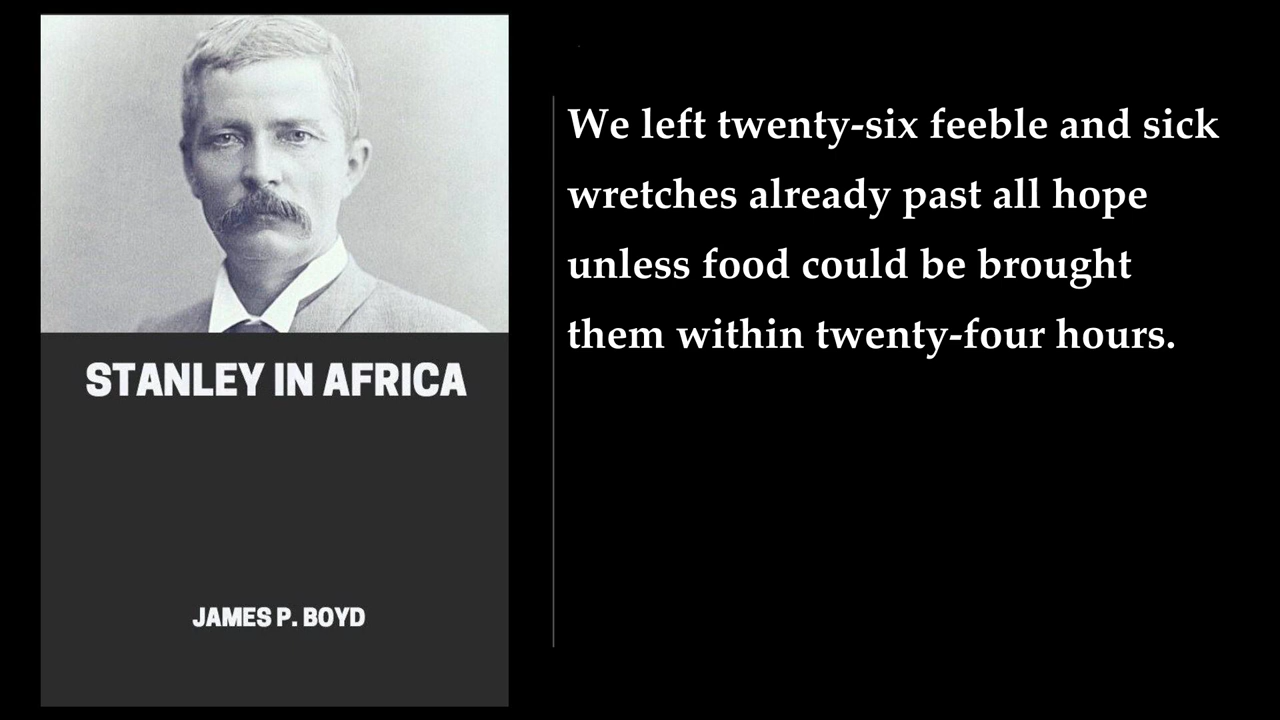 STANLEY IN AFRICA
JAMES P. BOYD
We left twenty-six feeble and sick
wretches already past all hope
unless food could be brought
them within twenty-four hours.